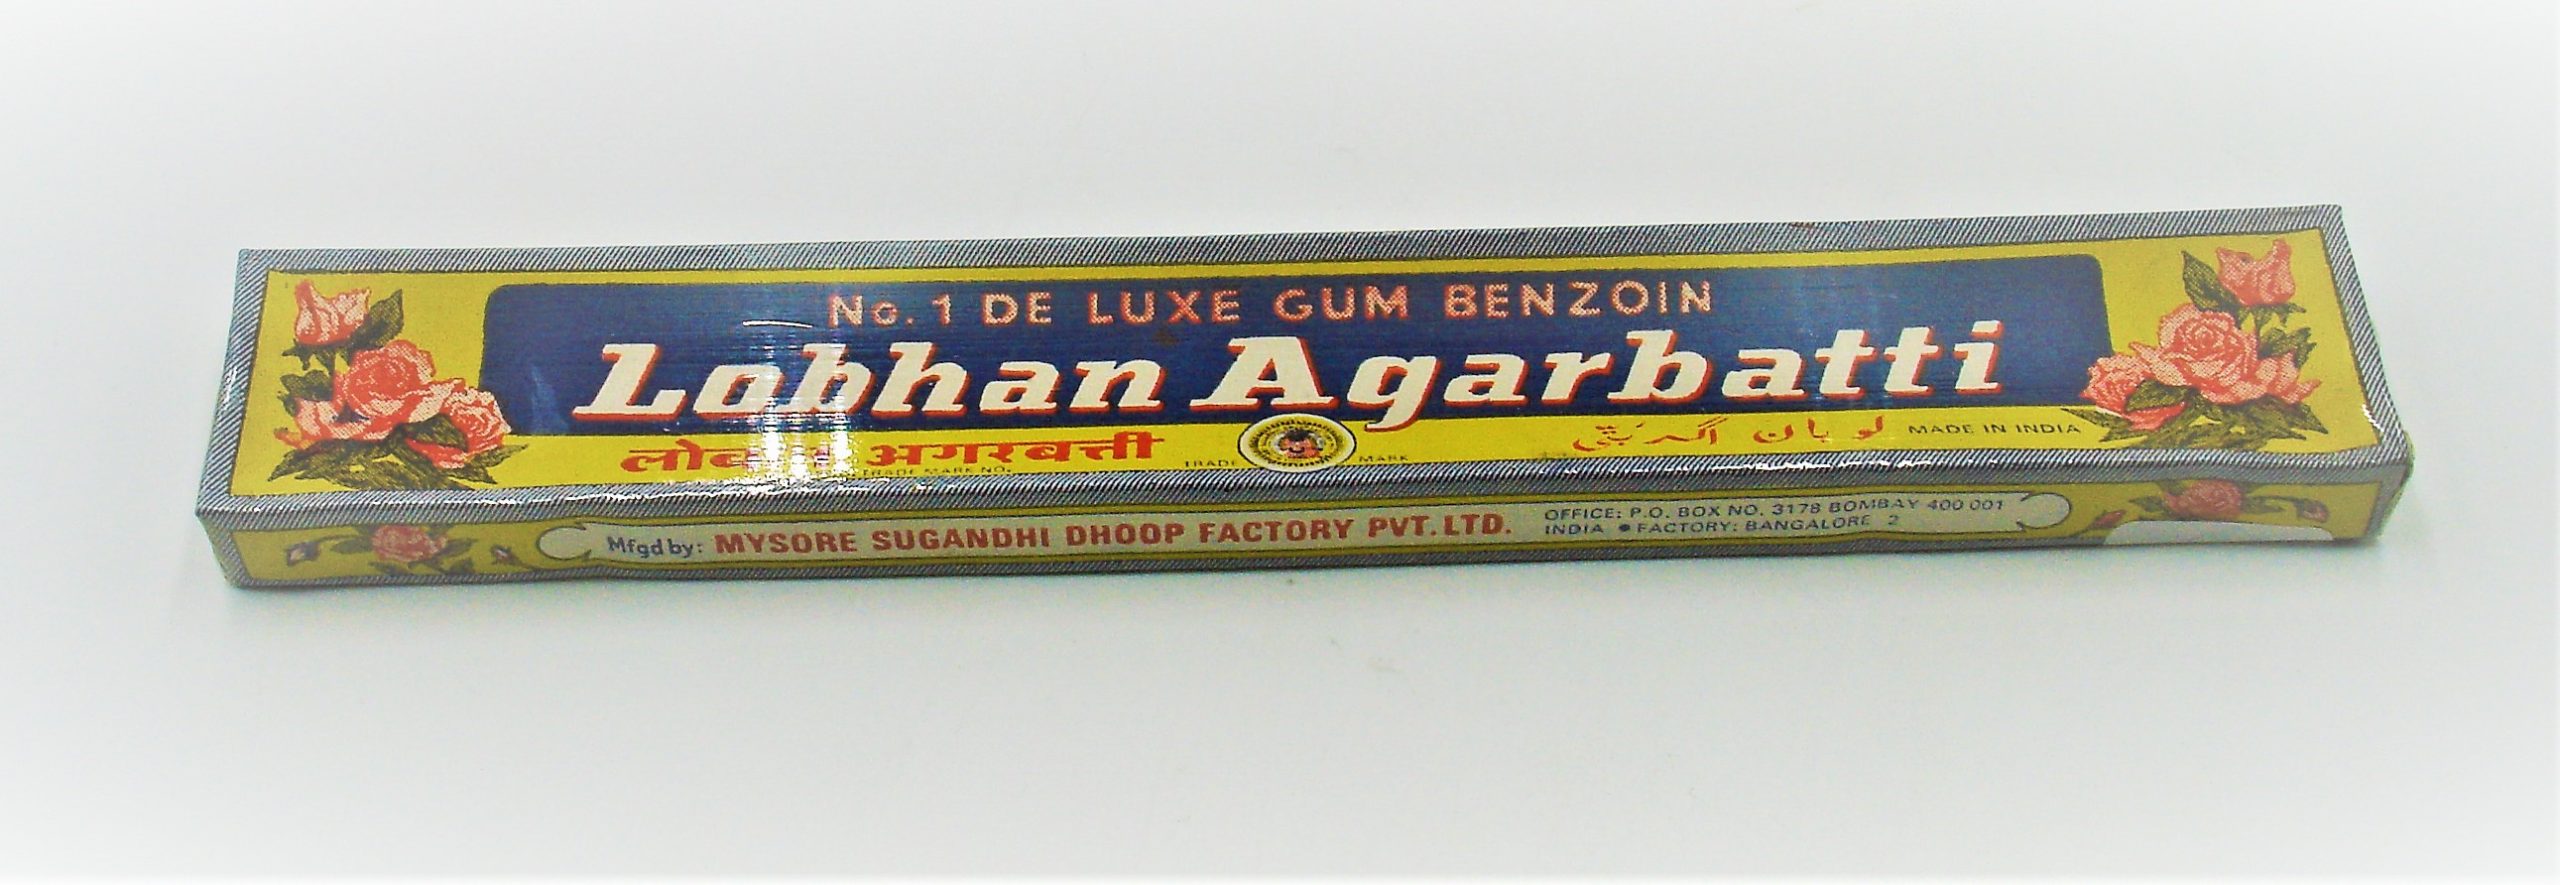 No. 1 DE LUXE GUM BENZOIN
Lobhan Agarbatti
अगरबत्ती
TRADE MARK NO.
TRADE MARK
لوبان اگربتی
MADE IN INDIA
Mfgd by: MYSORE SUGANDHI DHOOP FACTORY PVT. LTD.
OFFICE: P.O. BOX NO. 3178 BOMBAY 400 001
INDIA ● FACTORY: BANGALORE 2